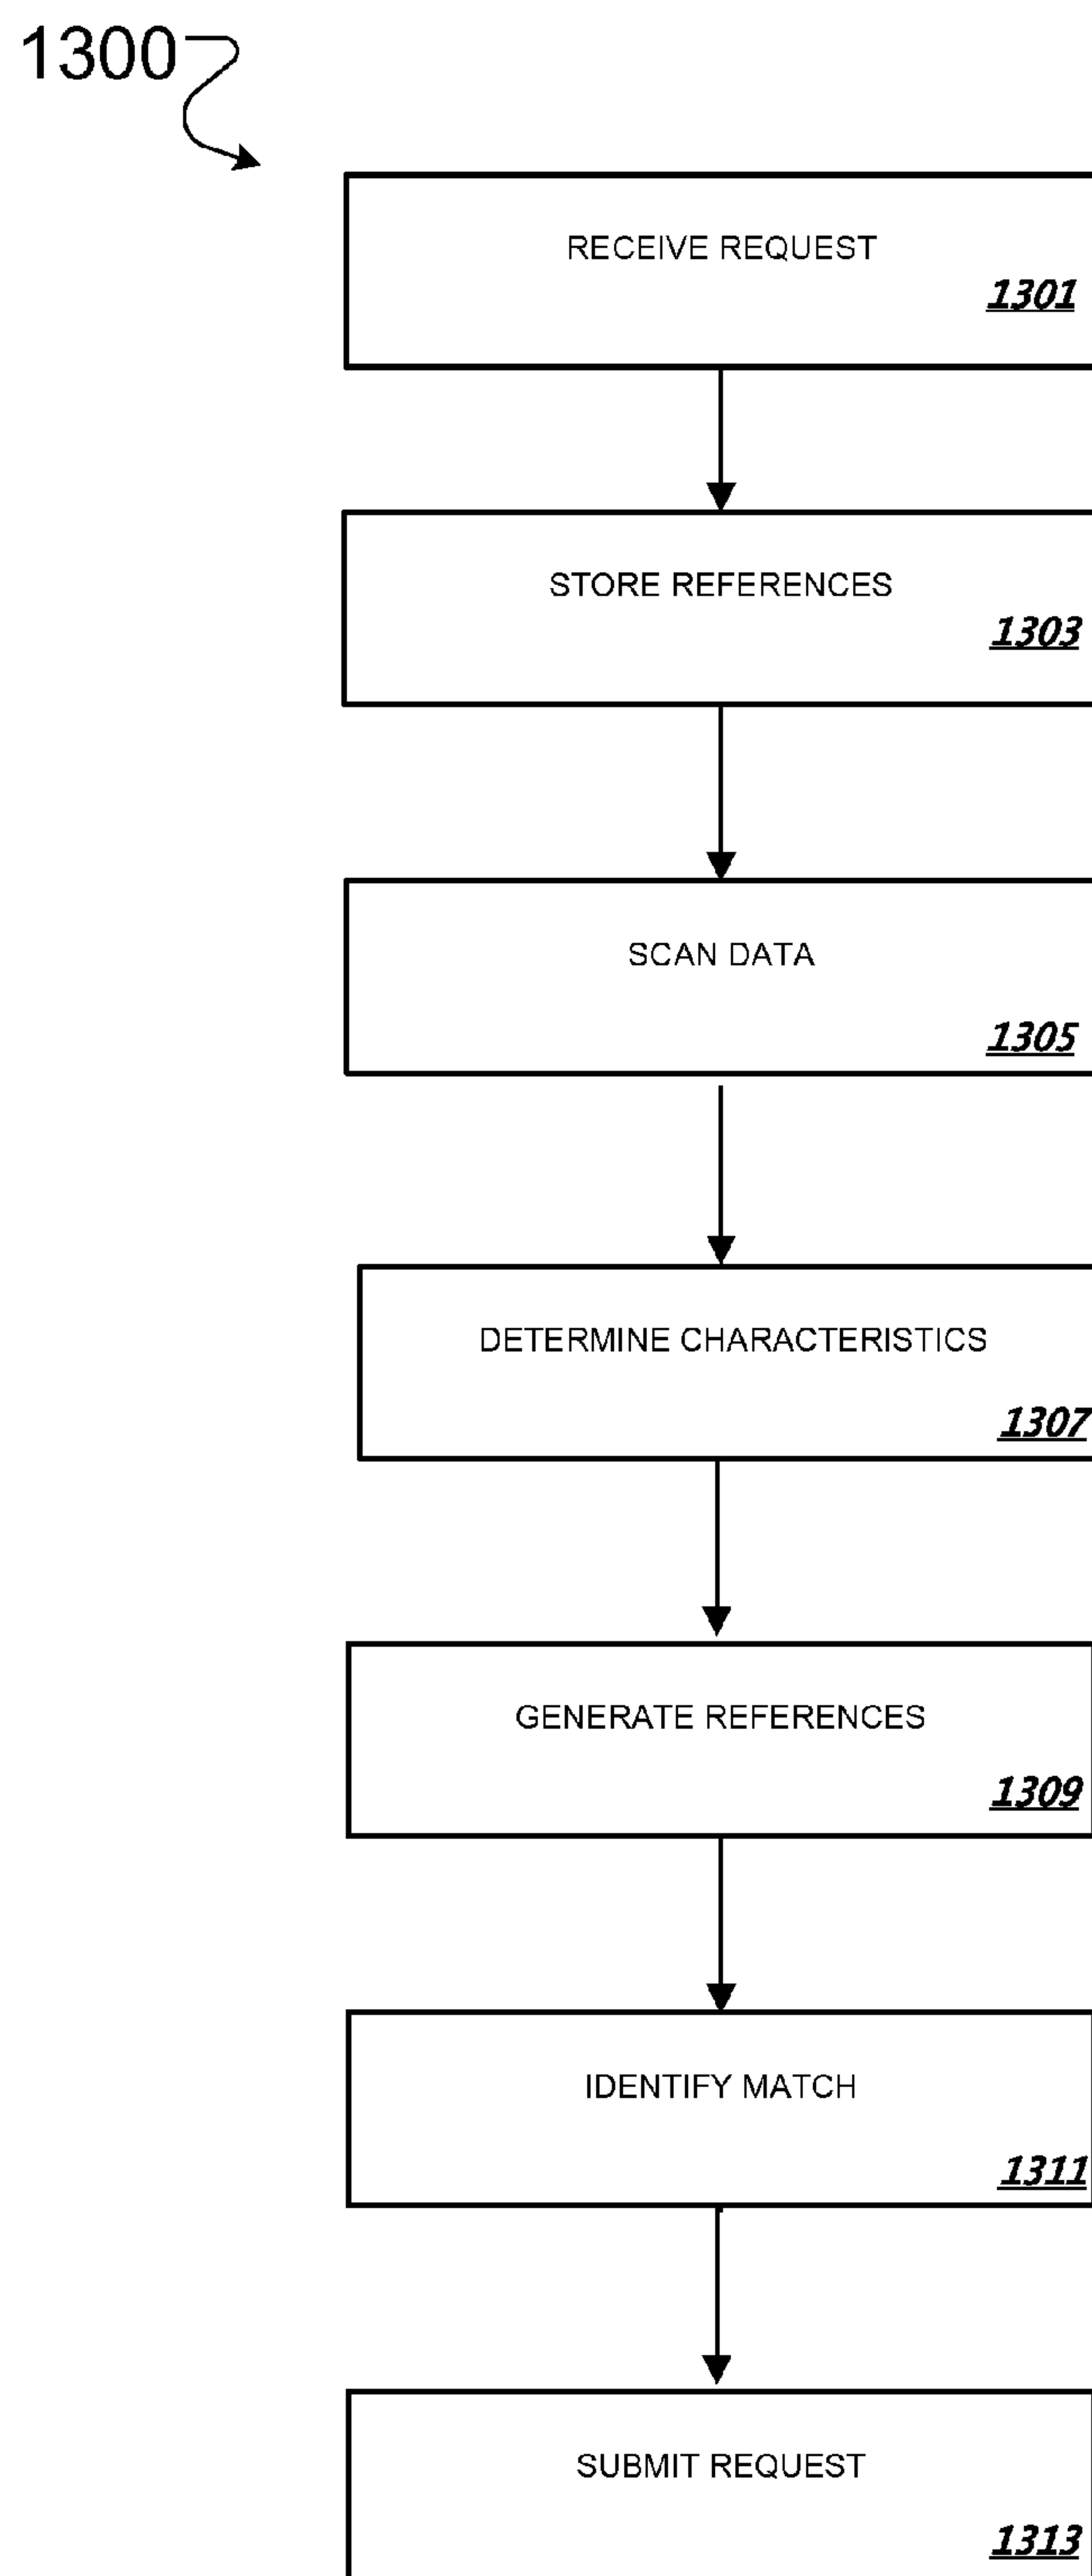 1300
RECEIVE REQUEST
1301
STORE REFERENCES
1303
SCAN DATA
1305
DETERMINE CHARACTERISTICS
1307
GENERATE REFERENCES
1309
IDENTIFY MATCH
1311
SUBMIT REQUEST
1313